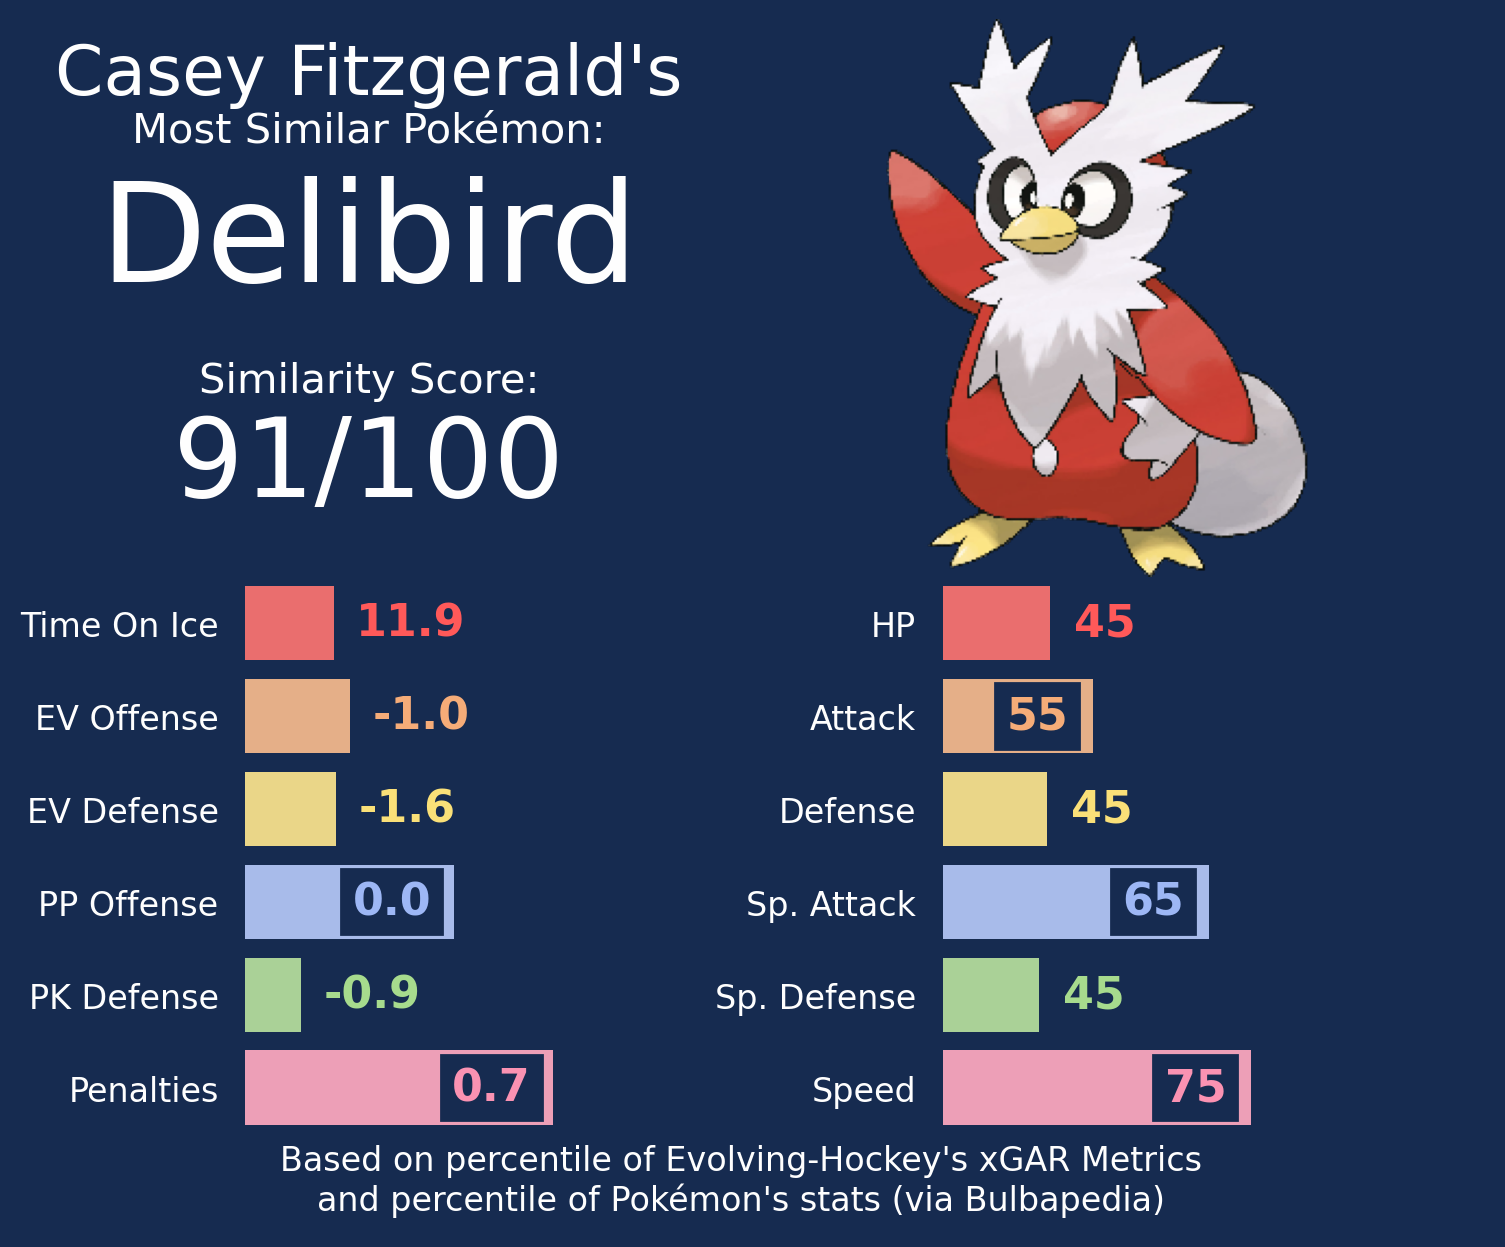 Casey Fitzgerald's
Most Similar Pokémon:
Delibird
Similarity Score:
91/100
Time On Ice 11.9
EV Offense -1.0
EV Defense -1.6
PP Offense 0.0
PK Defense -0.9
Penalties 0.7
HP 45
Attack 55
Defense 45
Sp. Attack 65
Sp. Defense 45
Speed 75
Based on percentile of Evolving-Hockey's xGAR Metrics
and percentile of Pokémon's stats (via Bulbapedia)